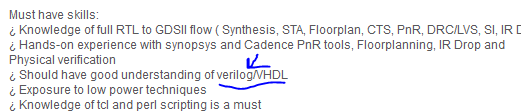 Must have skills:
¿ Knowledge of full RTL to GDSII flow ( Synthesis, STA, Floorplan, CTS, PnR, DRC/LVS, SI, IR D
¿ Hands-on experience with synopsys and Cadence PnR tools, Floorplanning, IR Drop and
Physical verification
¿ Should have good understanding of verilog/VHDL
¿ Exposure to low power techniques
¿ Knowledge of tcl and perl scripting is a must